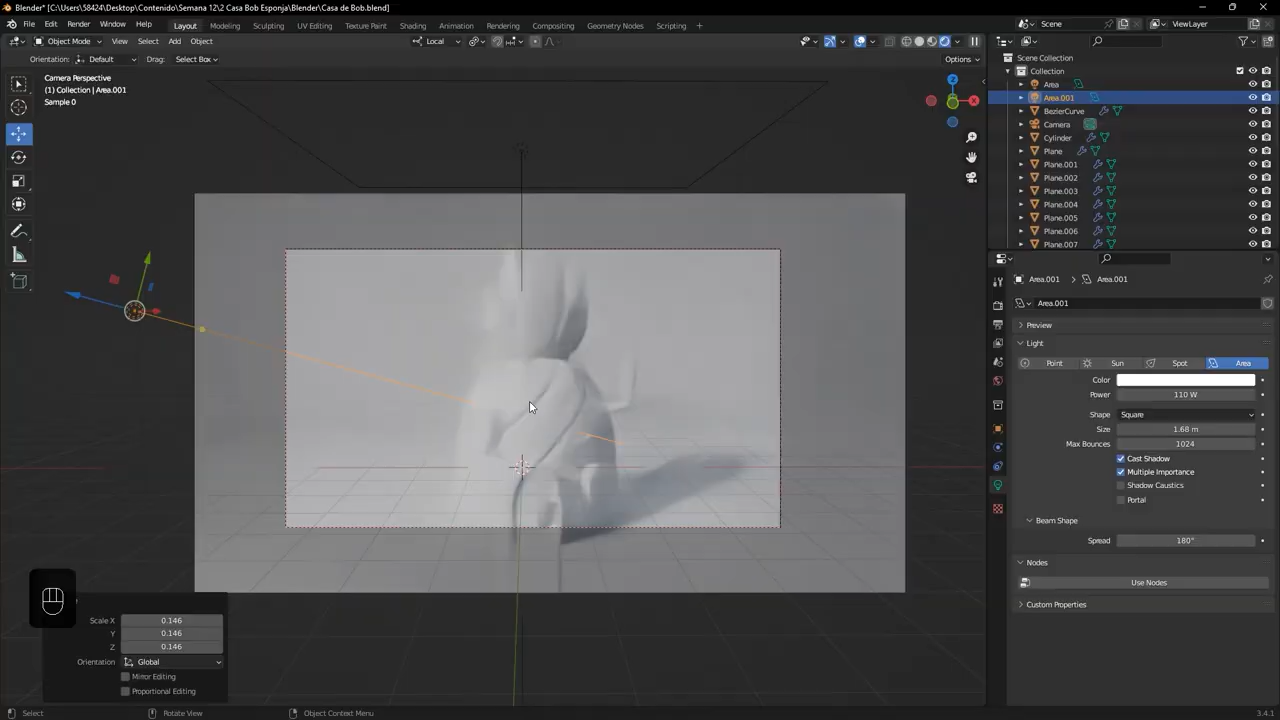 Blender* [C:\Users\58424\Desktop\Contenido\Semana 12\2 Casa Bob Esponja\Blender\Casa de Bob.blend]
File Edit Render Window Help Layout Modeling Sculpting UV Editing Texture Paint Shading Animation Rendering Compositing Geometry Nodes Scripting + Scene ViewLayer
Object Mode View Select Add Object Local
Orientation: Default Drag: Select Box Options
Camera Perspective
(1) Collection | Area.001
Sample 0
Z
X
Scene Collection
Collection
Area
Area.001
BezierCurve
Camera
Cylinder
Plane
Plane.001
Plane.002
Plane.003
Plane.004
Plane.005
Plane.006
Plane.007
Area.001 > Area.001
Area.001
Preview
Light
Point Sun Spot Area
Color
Power 110 W
Shape Square
Size 1.68 m
Max Bounces 1024
Cast Shadow
Multiple Importance
Shadow Caustics
Portal
Beam Shape
Spread 180°
Nodes
Use Nodes
Custom Properties
Scale X 0.146
Y 0.146
Z 0.146
Orientation Global
Mirror Editing
Proportional Editing
Select Rotate View Object Context Menu 3.4.1